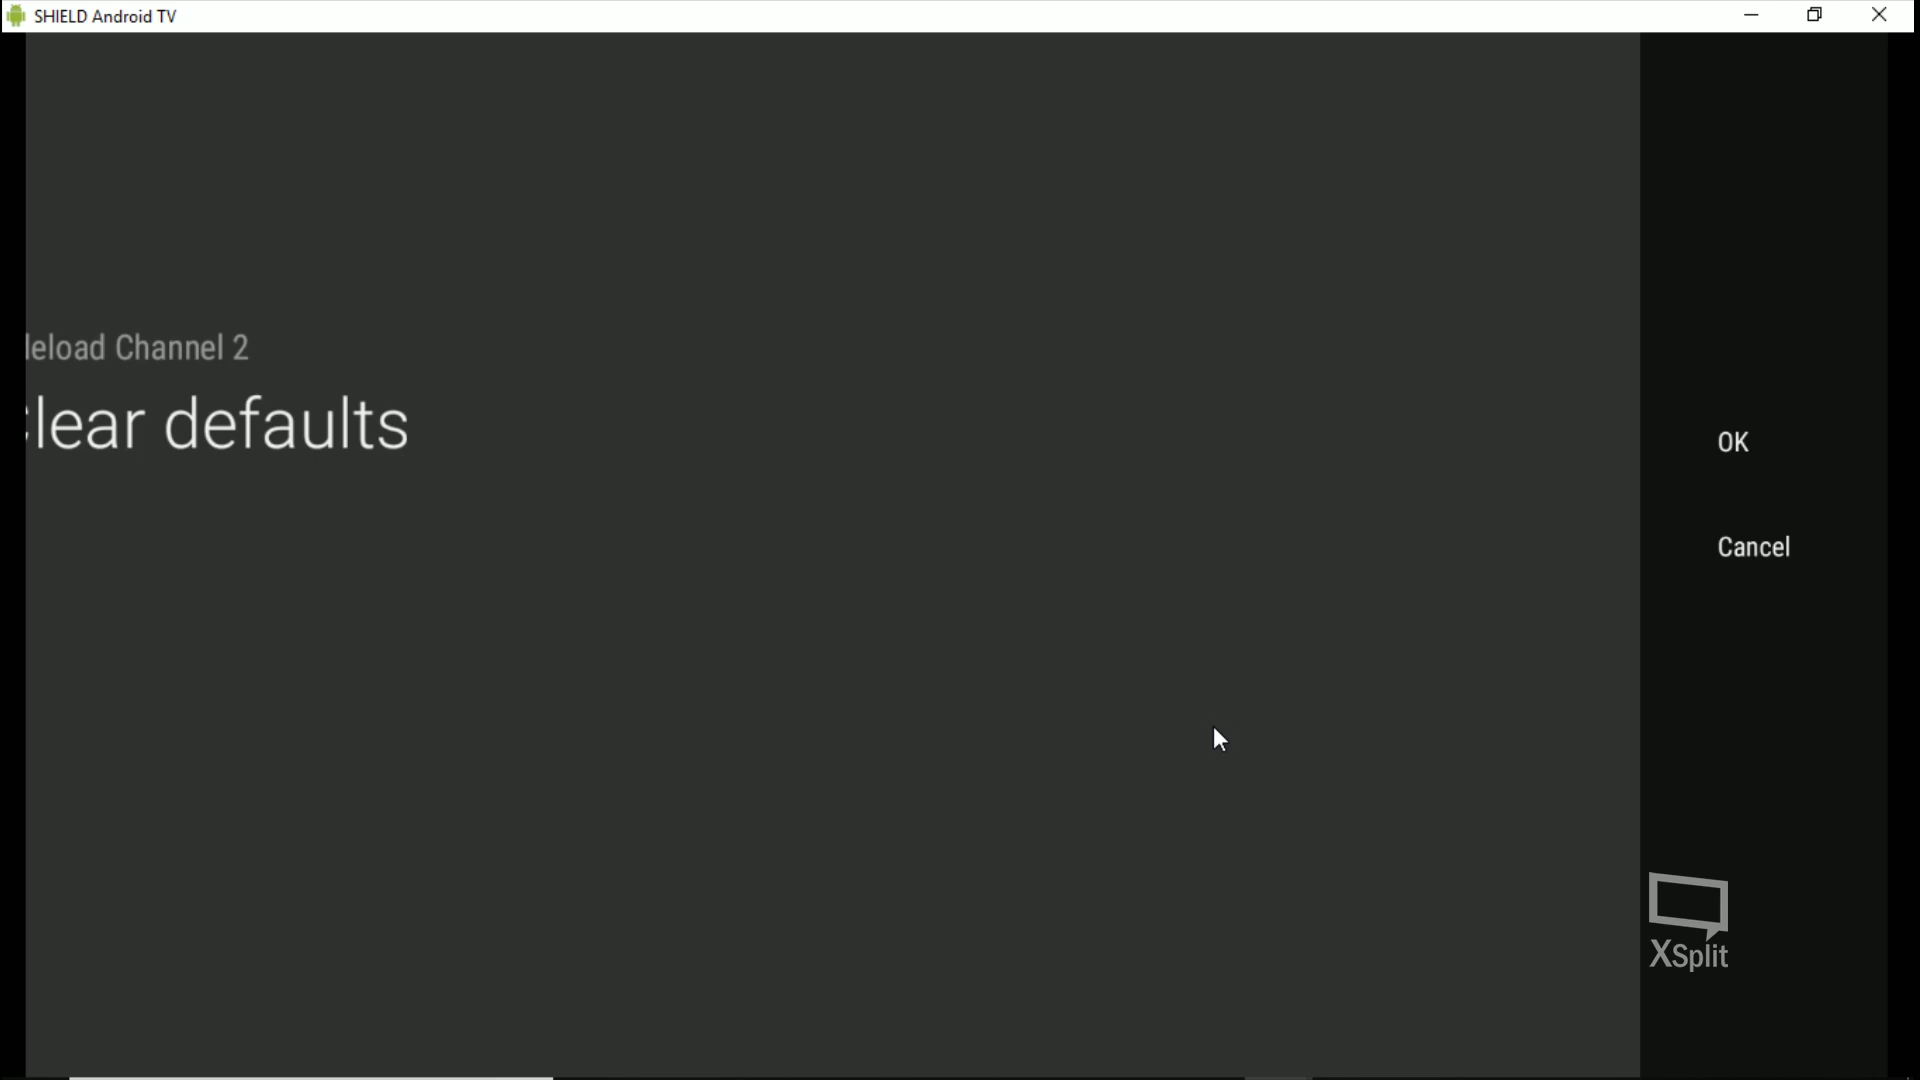 SHIELD Android TV
leload Channel 2
lear defaults
OK
Cancel
XSplit